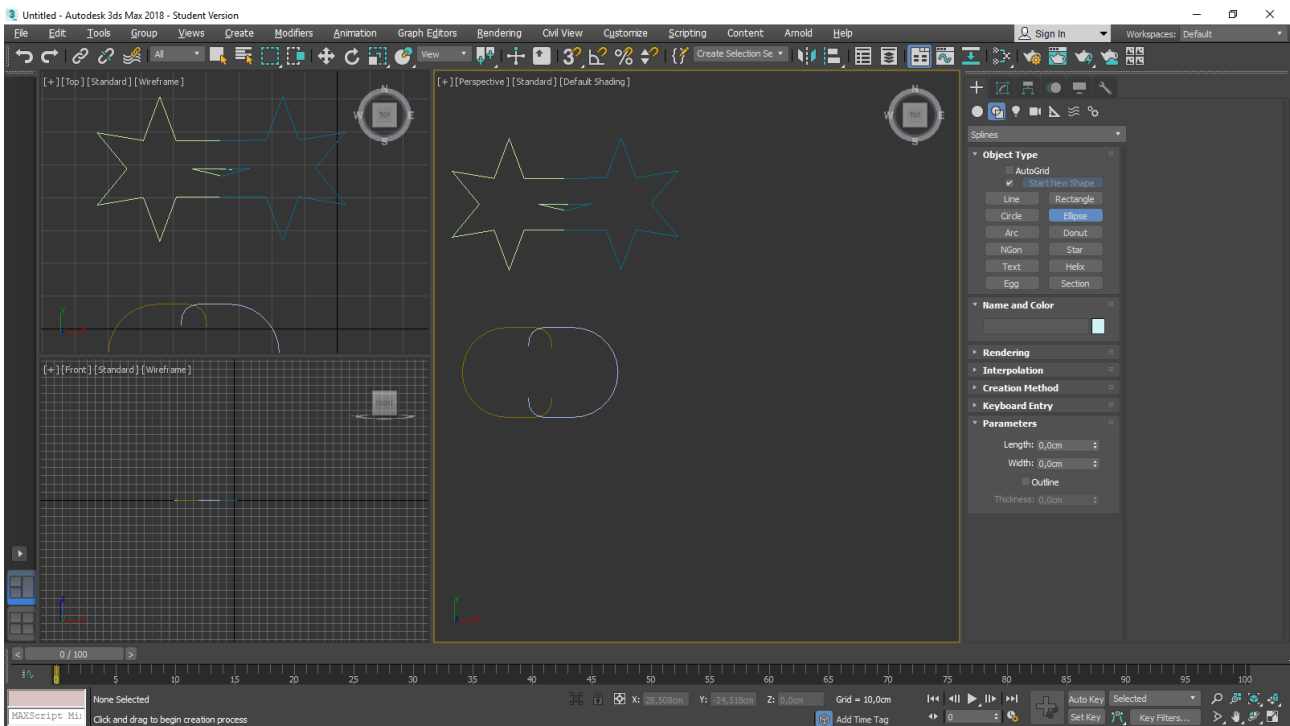 3 Untitled - Autodesk 3ds Max 2018 - Student Version
File Edit Tools Group Views Create Modifiers Animation Graph Editors Rendering Civil View Customize Scripting Content Arnold Help Sign In Workspaces: Default
All View 3 Create Selection Se
[+] [Top] [Standard] [Wireframe]
N
W TOP E
S
y
[+] [Front] [Standard] [Wireframe]
FRONT
z
[+] [Perspective] [Standard] [Default Shading]
N
W TOP E
S
y
Splines
Object Type
AutoGrid
Start New Shape
Line Rectangle
Circle Ellipse
Arc Donut
NGon Star
Text Helix
Egg Section
Name and Color
Rendering
Interpolation
Creation Method
Keyboard Entry
Parameters
Length: 0,0cm
Width: 0,0cm
Outline
Thickness: 0,0cm
< 0 / 100 >
0 5 10 15 20 25 30 35 40 45 50 55 60 65 70 75 80 85 90 95 100
None Selected X: 28,508cm Y: -24,518cm Z: 0,0cm Grid = 10,0cm Auto Key Selected
MAXScript Mi Click and drag to begin creation process Add Time Tag 0 Set Key Key Filters...